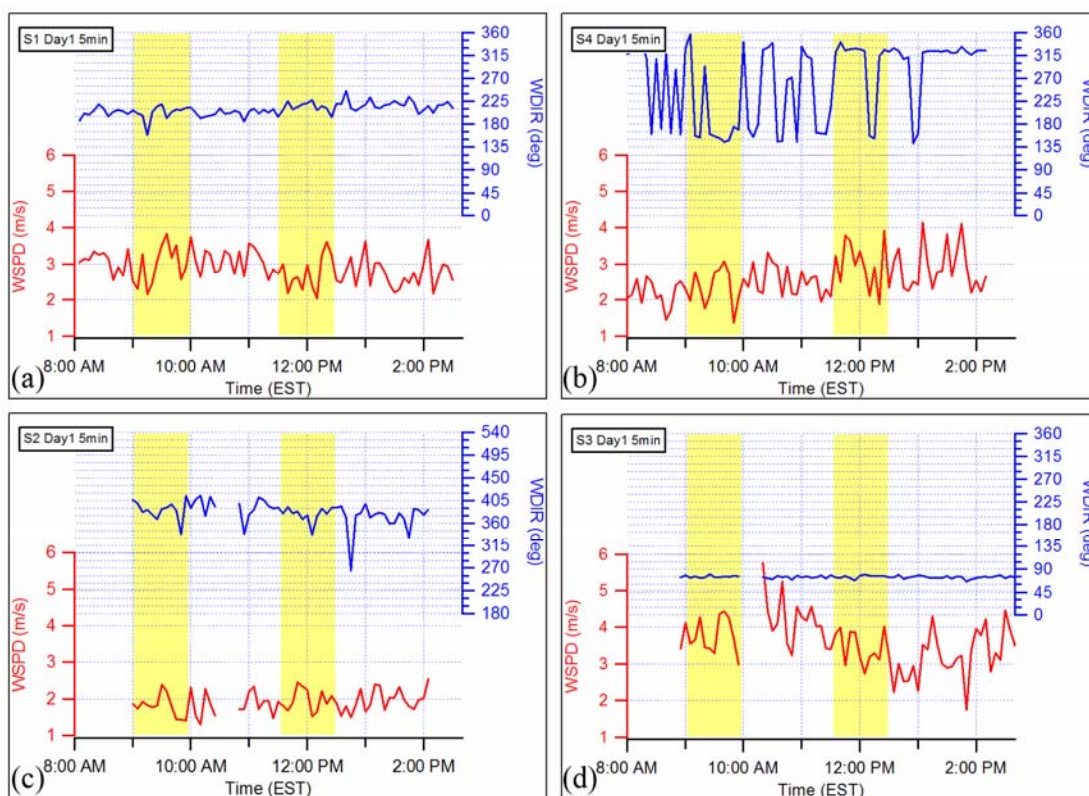 S1 Day1 5min
360
315
270
225
180
135
90
45
0
WDIR (deg)
6
5
4
3
2
1
WSPD (m/s)
8:00 AM
10:00 AM
12:00 PM
2:00 PM
Time (EST)
(a)
S4 Day1 5min
360
315
270
225
180
135
90
45
0
WDIR (deg)
6
5
4
3
2
1
WSPD (m/s)
8:00 AM
10:00 AM
12:00 PM
2:00 PM
Time (EST)
(b)
S2 Day1 5min
540
495
450
405
360
315
270
225
180
WDIR (deg)
6
5
4
3
2
1
WSPD (m/s)
8:00 AM
10:00 AM
12:00 PM
2:00 PM
Time (EST)
(c)
S3 Day1 5min
360
315
270
225
180
135
90
45
0
WDIR (deg)
6
5
4
3
2
1
WSPD (m/s)
8:00 AM
10:00 AM
12:00 PM
2:00 PM
Time (EST)
(d)